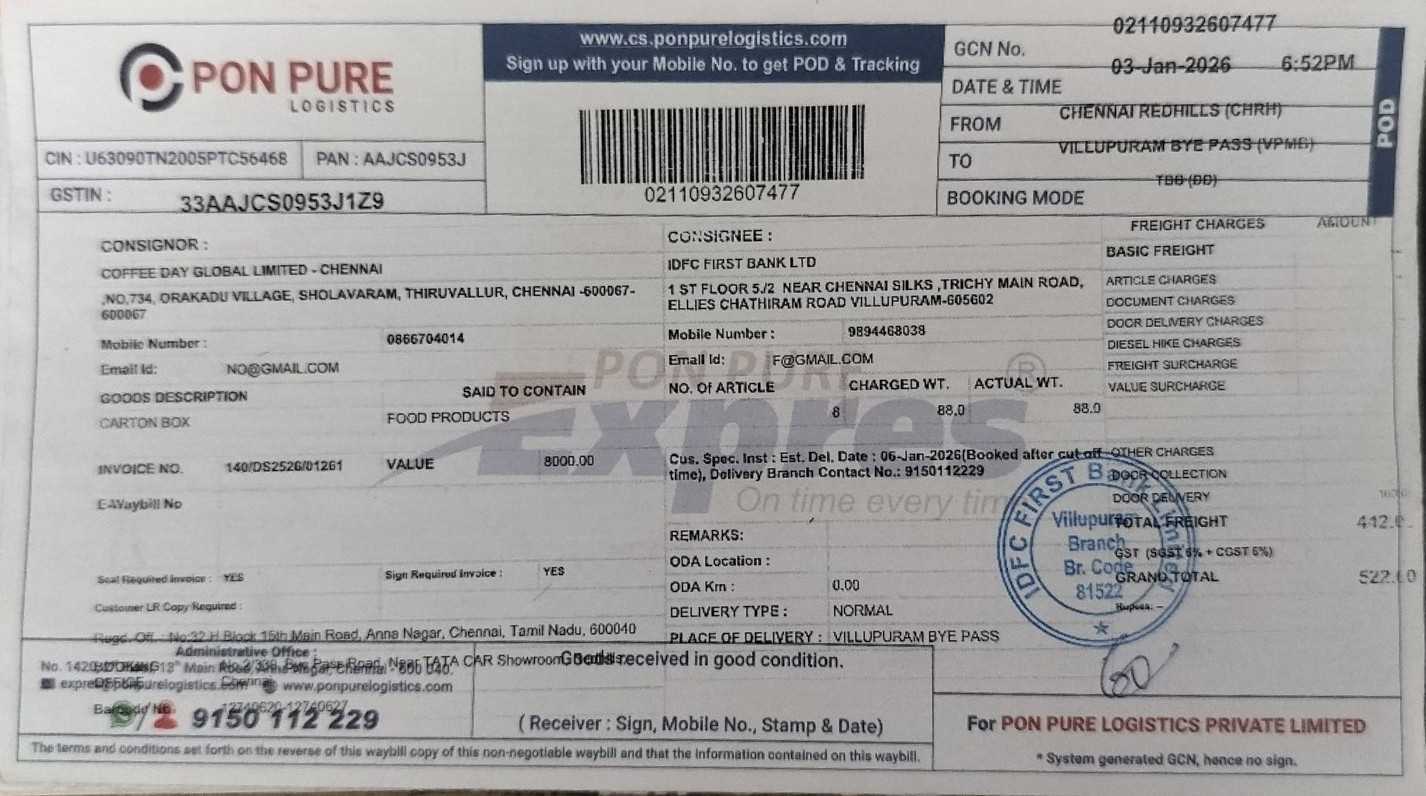 PON PURE
LOGISTICS
www.cs.ponpurelogistics.com
Sign up with your Mobile No. to get POD & Tracking
02110932607477
GCN No. 02110932607477
DATE & TIME 03-Jan-2026 6:52PM
FROM CHENNAI REDHILLS (CHRH)
TO VILLUPURAM BYE PASS (VPMB)
BOOKING MODE TBB (DD)
POD
CIN : U63090TN2005PTC56468 PAN : AAJCS0953J
GSTIN : 33AAJCS0953J1Z9
CONSIGNOR :
COFFEE DAY GLOBAL LIMITED - CHENNAI
,NO,734, ORAKADU VILLAGE, SHOLAVARAM, THIRUVALLUR, CHENNAI -600067-
600067
Mobile Number : 0866704014
Email Id: NO@GMAIL.COM
GOODS DESCRIPTION SAID TO CONTAIN
CARTON BOX FOOD PRODUCTS
INVOICE NO. 140/DS2526/01261 VALUE 8000.00
E-Waybill No
Seal Required Invoice : YES Sign Required Invoice : YES
Customer LR Copy Required :
CONSIGNEE :
IDFC FIRST BANK LTD
1 ST FLOOR 5./2 NEAR CHENNAI SILKS ,TRICHY MAIN ROAD,
ELLIES CHATHIRAM ROAD VILLUPURAM-605602
Mobile Number : 9894468038
Email Id: F@GMAIL.COM
NO. Of ARTICLE CHARGED WT. ACTUAL WT.
8 88.0 88.0
Cus. Spec. Inst : Est. Del. Date : 06-Jan-2026(Booked after cut off
time), Delivery Branch Contact No.: 9150112229
REMARKS:
ODA Location :
ODA Km : 0.00
DELIVERY TYPE : NORMAL
PLACE OF DELIVERY : VILLUPURAM BYE PASS
FREIGHT CHARGES AMOUNT
BASIC FREIGHT
ARTICLE CHARGES
DOCUMENT CHARGES
DOOR DELIVERY CHARGES
DIESEL HIKE CHARGES
FREIGHT SURCHARGE
VALUE SURCHARGE
OTHER CHARGES
DOOR COLLECTION
DOOR DELIVERY
TOTAL FREIGHT 412.
GST (SGST 6% + CGST 6%)
GRAND TOTAL 522.
Rupees: –
PON PURE
Expres
On time every time
IDFC FIRST Bank Limited
Villupuram
Branch
Br. Code
81522
Regd. Off. : No:32 H Block 15th Main Road, Anna Nagar, Chennai, Tamil Nadu, 600040
Administrative Office :
BOOKING
Near TATA CAR Showroom
www.ponpurelogistics.com
9150 112 229
Goods received in good condition.
(Receiver : Sign, Mobile No., Stamp & Date)
For PON PURE LOGISTICS PRIVATE LIMITED
* System generated GCN, hence no sign.
The terms and conditions set forth on the reverse of this waybill copy of this non-negotiable waybill and that the information contained on this waybill.